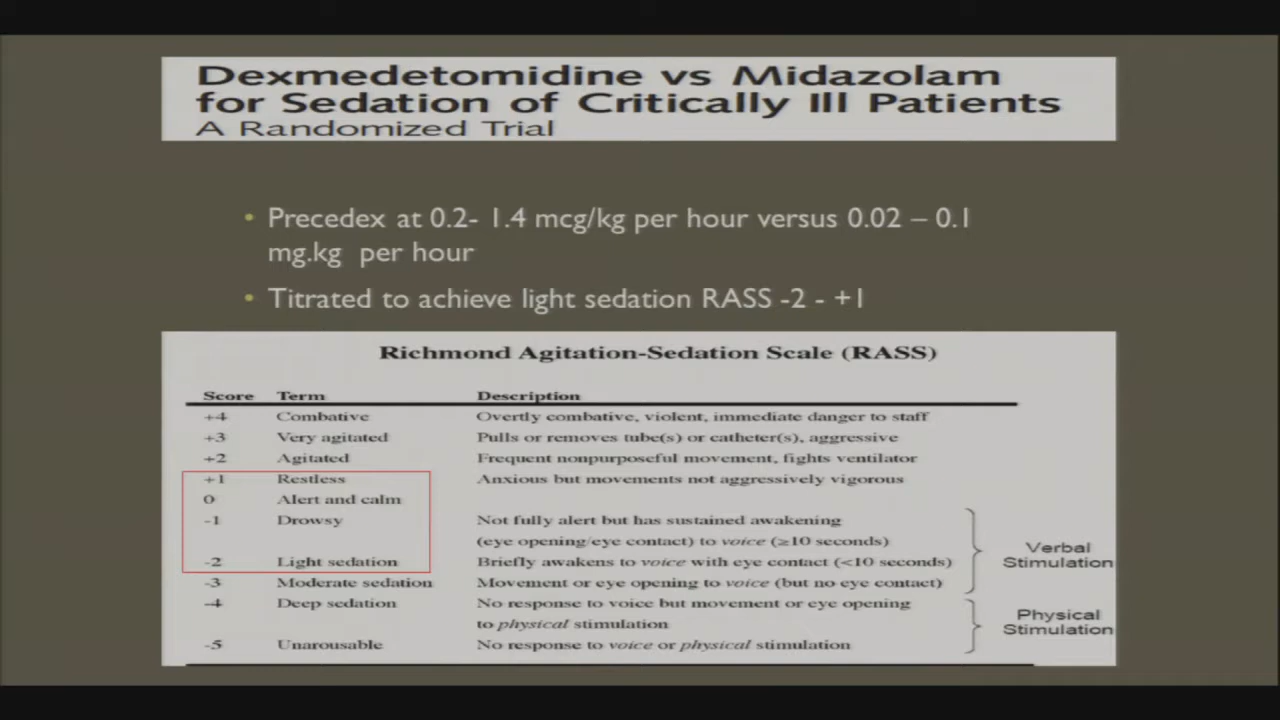 Dexmedetomidine vs Midazolam
for Sedation of Critically Ill Patients
A Randomized Trial
• Precedex at 0.2- 1.4 mcg/kg per hour versus 0.02 – 0.1
mg.kg per hour
• Titrated to achieve light sedation RASS -2 - +1
Richmond Agitation-Sedation Scale (RASS)
Score Term Description
+4 Combative Overtly combative, violent, immediate danger to staff
+3 Very agitated Pulls or removes tube(s) or catheter(s), aggressive
+2 Agitated Frequent nonpurposeful movement, fights ventilator
+1 Restless Anxious but movements not aggressively vigorous
0 Alert and calm
-1 Drowsy Not fully alert but has sustained awakening
(eye opening/eye contact) to voice (≥10 seconds)
-2 Light sedation Briefly awakens to voice with eye contact (<10 seconds)
-3 Moderate sedation Movement or eye opening to voice (but no eye contact)
Verbal
Stimulation
-4 Deep sedation No response to voice but movement or eye opening
to physical stimulation
-5 Unarousable No response to voice or physical stimulation
Physical
Stimulation